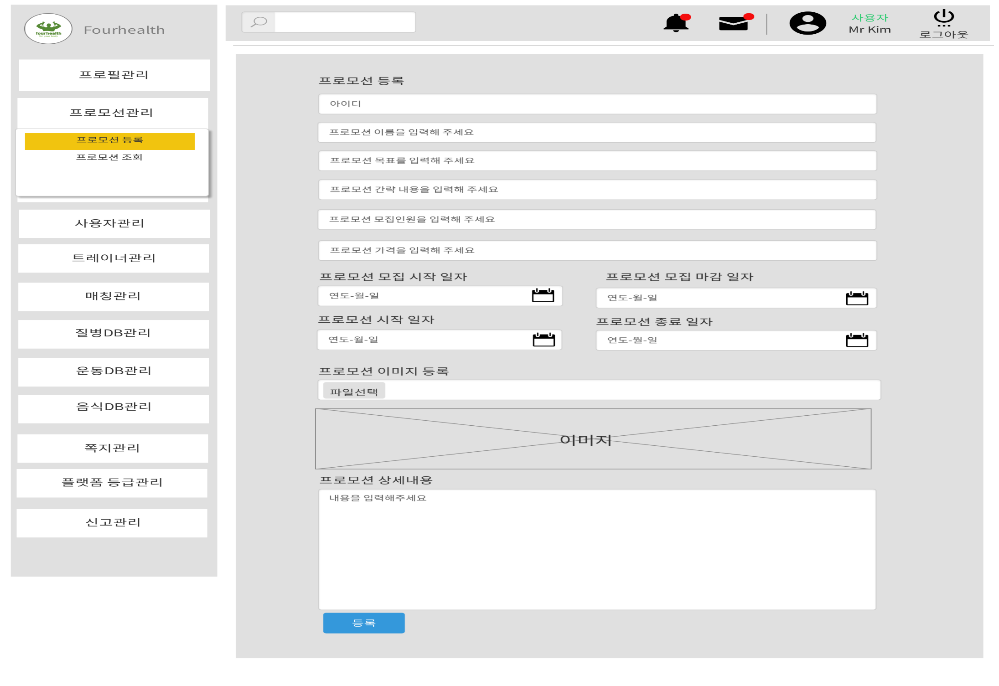 fourhealth
for your body
Fourhealth
사용자
Mr Kim
로그아웃
프로필관리
프로모션관리
프로모션 등록
프로모션 조회
사용자관리
트레이너관리
매칭관리
질병DB관리
운동DB관리
음식DB관리
쪽지관리
플랫폼 등급관리
신고관리
프로모션 등록
아이디
프로모션 이름을 입력해 주세요
프로모션 목표를 입력해 주세요
프로모션 간략 내용을 입력해 주세요
프로모션 모집인원을 입력해 주세요
프로모션 가격을 입력해 주세요
프로모션 모집 시작 일자
프로모션 모집 마감 일자
연도-월-일
연도-월-일
프로모션 시작 일자
프로모션 종료 일자
연도-월-일
연도-월-일
프로모션 이미지 등록
파일선택
이미지
프로모션 상세내용
내용을 입력해주세요
등록